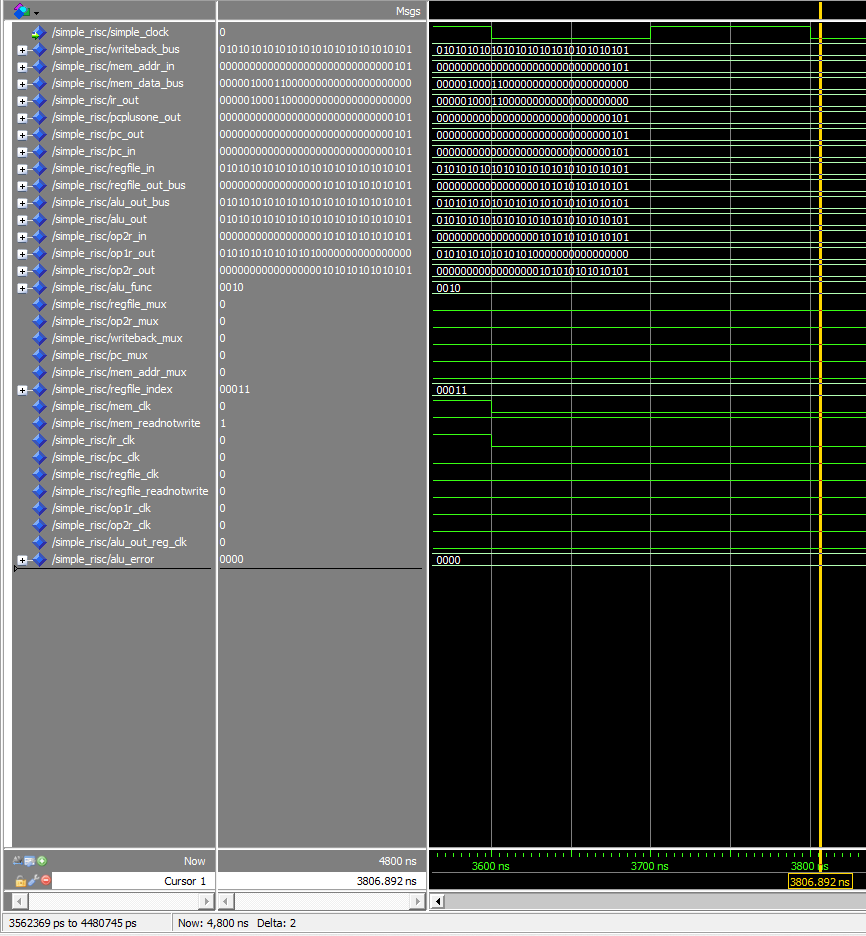 Msgs
/simple_risc/simple_clock 0
/simple_risc/writeback_bus 01010101010101010101010101010101 01010101010101010101010101010101
/simple_risc/mem_addr_in 00000000000000000000000000000101 00000000000000000000000000000101
/simple_risc/mem_data_bus 00000100011000000000000000000000 00000100011000000000000000000000
/simple_risc/ir_out 00000100011000000000000000000000 00000100011000000000000000000000
/simple_risc/pcplusone_out 00000000000000000000000000000101 00000000000000000000000000000101
/simple_risc/pc_out 00000000000000000000000000000101 00000000000000000000000000000101
/simple_risc/pc_in 00000000000000000000000000000101 00000000000000000000000000000101
/simple_risc/regfile_in 01010101010101010101010101010101 01010101010101010101010101010101
/simple_risc/regfile_out_bus 00000000000000000101010101010101 00000000000000000101010101010101
/simple_risc/alu_out_bus 01010101010101010101010101010101 01010101010101010101010101010101
/simple_risc/alu_out 01010101010101010101010101010101 01010101010101010101010101010101
/simple_risc/op2r_in 00000000000000000101010101010101 00000000000000000101010101010101
/simple_risc/op1r_out 01010101010101010000000000000000 01010101010101010000000000000000
/simple_risc/op2r_out 00000000000000000101010101010101 00000000000000000101010101010101
/simple_risc/alu_func 0010 0010
/simple_risc/regfile_mux 0
/simple_risc/op2r_mux 0
/simple_risc/writeback_mux 0
/simple_risc/pc_mux 0
/simple_risc/mem_addr_mux 0
/simple_risc/regfile_index 00011 00011
/simple_risc/mem_clk 0
/simple_risc/mem_readnotwrite 1
/simple_risc/ir_clk 0
/simple_risc/pc_clk 0
/simple_risc/regfile_clk 0
/simple_risc/regfile_readnotwrite 0
/simple_risc/op1r_clk 0
/simple_risc/op2r_clk 0
/simple_risc/alu_out_reg_clk 0
/simple_risc/alu_error 0000 0000
Now 4800 ns 3600 ns 3700 ns 3800 ns
Cursor 1 3806.892 ns 3806.892 ns
3562369 ps to 4480745 ps Now: 4,800 ns Delta: 2